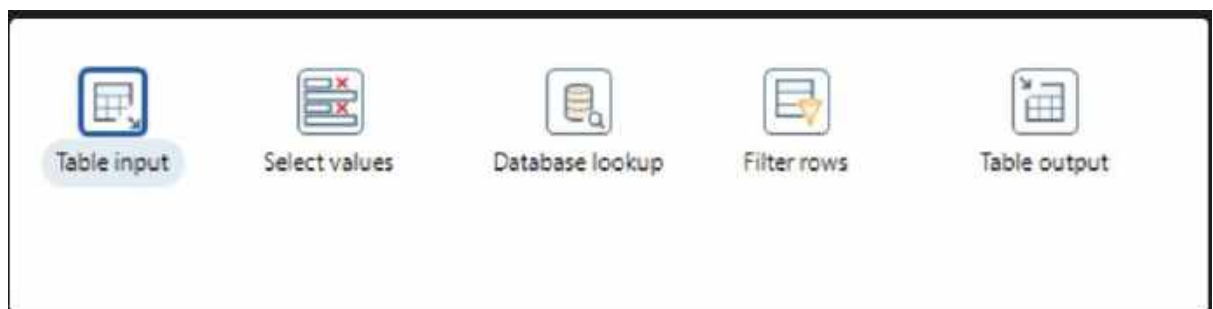 Table input
Select values
Database lookup
Filter rows
Table output